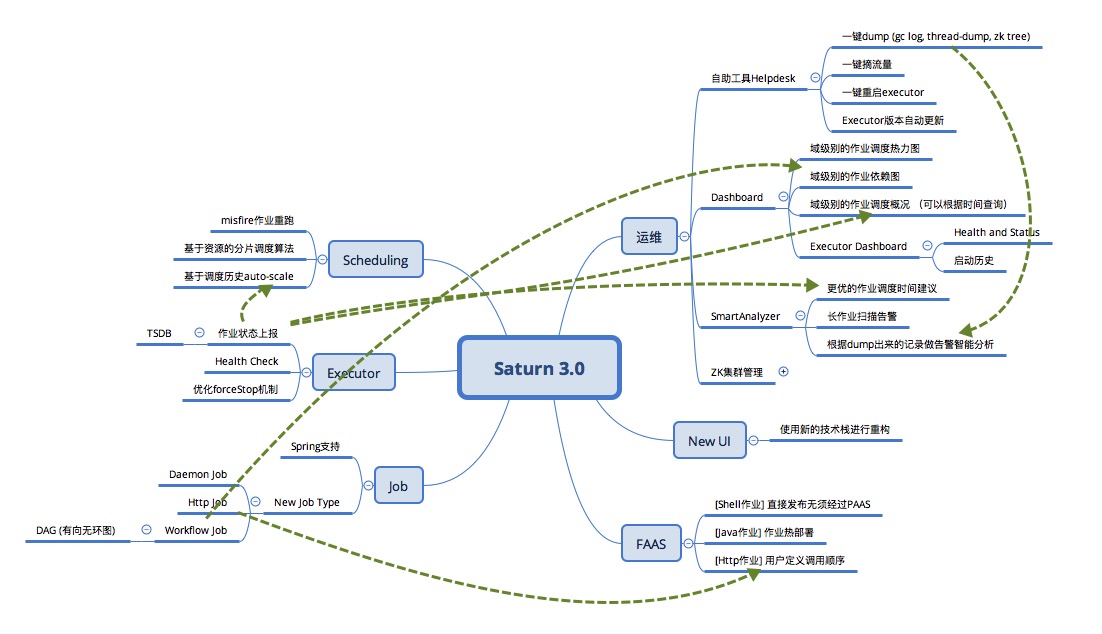 Saturn 3.0
Scheduling
misfire作业重跑
基于资源的分片调度算法
基于调度历史auto-scale
Executor
作业状态上报
TSDB
Health Check
优化forceStop机制
Job
Spring支持
New Job Type
Daemon Job
Http Job
Workflow Job
DAG (有向无环图)
运维
自助工具Helpdesk
一键dump (gc log, thread-dump, zk tree)
一键摘流量
一键重启executor
Executor版本自动更新
Dashboard
域级别的作业调度热力图
域级别的作业依赖图
域级别的作业调度概况 （可以根据时间查询）
Executor Dashboard
Health and Status
启动历史
SmartAnalyzer
更优的作业调度时间建议
长作业扫描告警
根据dump出来的记录做告警智能分析
ZK集群管理
New UI
使用新的技术栈进行重构
FAAS
[Shell作业] 直接发布无须经过PAAS
[Java作业] 作业热部署
[Http作业] 用户定义调用顺序